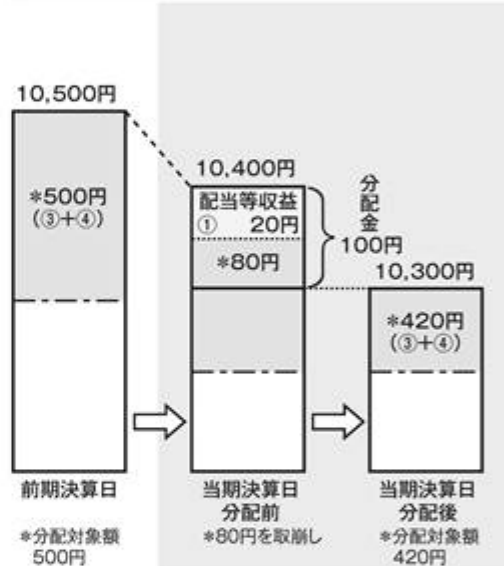 10,500円
*500円
(③+④)
前期決算日
*分配対象額
500円
10,400円
配当等収益
① 20円
*80円
分配金
100円
当期決算日
分配前
*80円を取崩し
10,300円
*420円
(③+④)
当期決算日
分配後
*分配対象額
420円